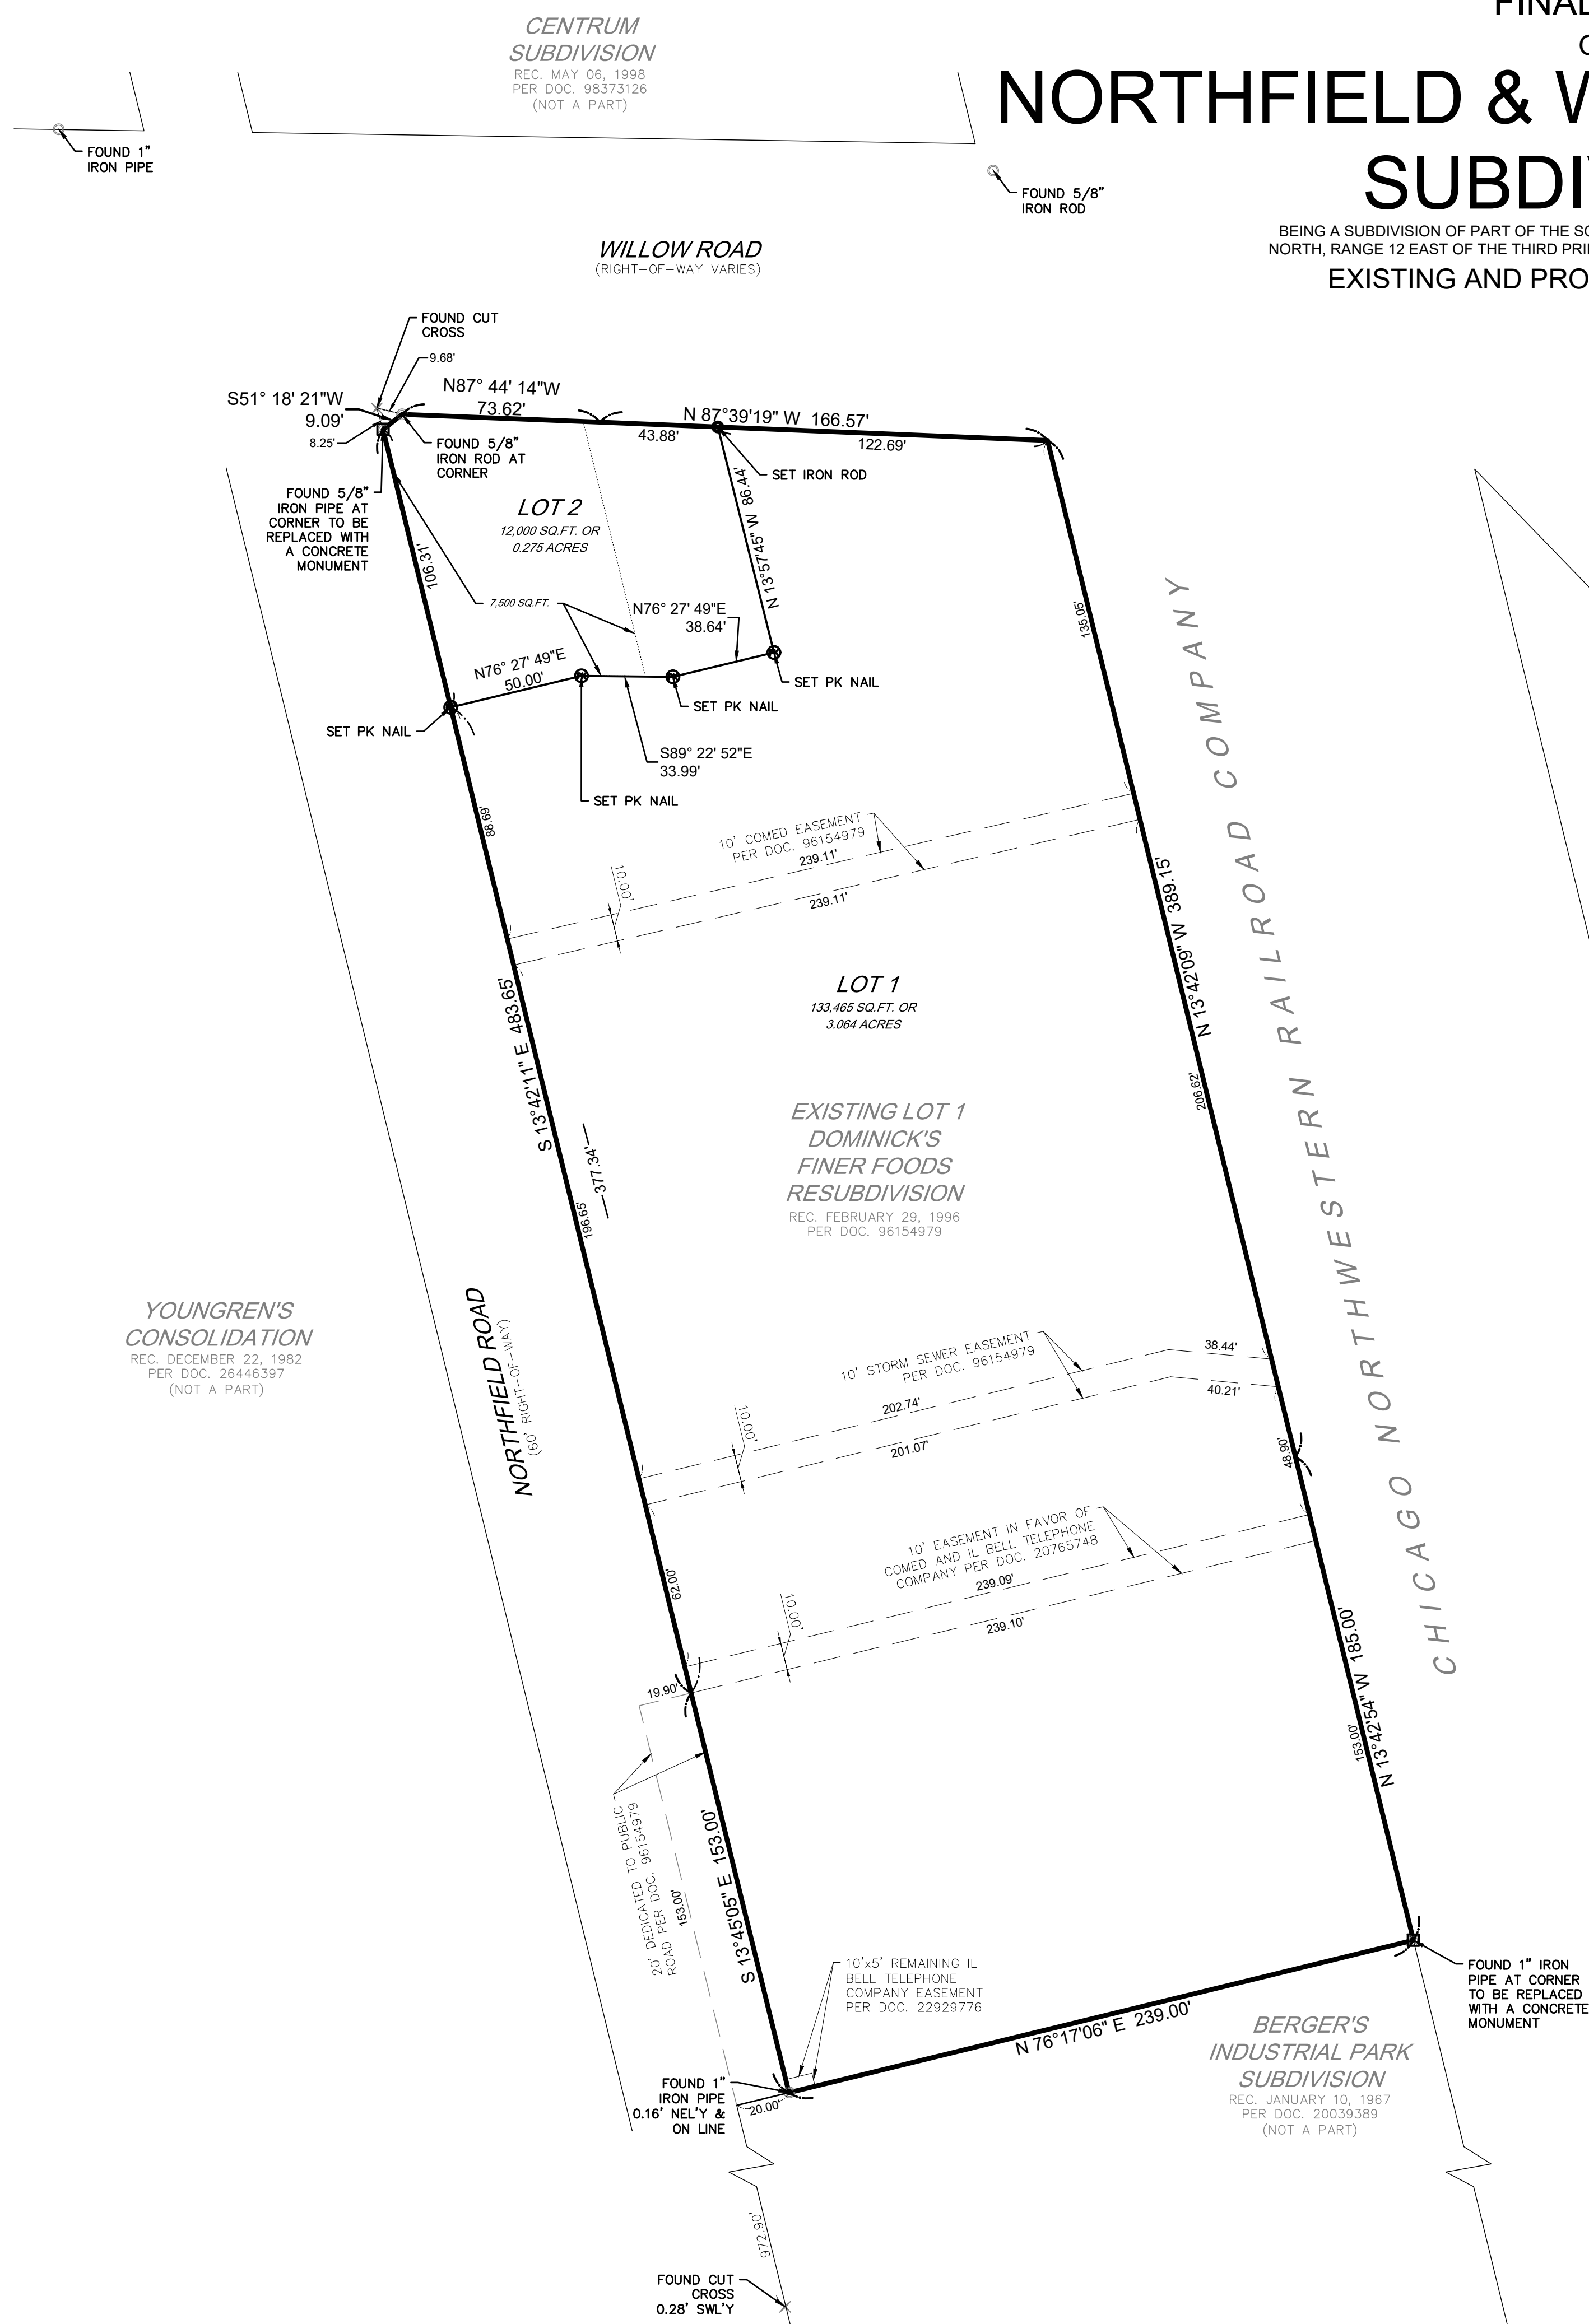 FINAL
NORTHFIELD & W
SUBDI
BEING A SUBDIVISION OF PART OF THE
NORTH, RANGE 12 EAST OF THE THIRD
EXISTING AND PRO
CENTRUM
SUBDIVISION
REC. MAY 06, 1998
PER DOC. 98373126
(NOT A PART)
FOUND 1"
IRON PIPE
FOUND 5/8"
IRON ROD
WILLOW ROAD
(RIGHT-OF-WAY VARIES)
FOUND CUT
CROSS
9.68'
S51° 18' 21"W
9.09'
8.25'
N87° 44' 14"W
73.62'
N 87°39'19" W 166.57'
43.88'
122.69'
FOUND 5/8"
IRON ROD AT
CORNER
SET IRON ROD
FOUND 5/8"
IRON PIPE AT
CORNER TO BE
REPLACED WITH
A CONCRETE
MONUMENT
LOT 2
12,000 SQ.FT. OR
0.275 ACRES
N 13°57'45" W 86.44'
106.31'
7,500 SQ.FT.
N76° 27' 49"E
38.64'
135.05'
N76° 27' 49"E
50.00'
SET PK NAIL
SET PK NAIL
SET PK NAIL
S89° 22' 52"E
33.99'
SET PK NAIL
88.69'
10' COMED EASEMENT
PER DOC. 96154979
239.11'
239.11'
10.00'
N 13°42'09" W 389.15'
LOT 1
133,465 SQ.FT. OR
3.064 ACRES
S 13°42'11" E 483.65'
206.62'
EXISTING LOT 1
DOMINICK'S
FINER FOODS
RESUBDIVISION
REC. FEBRUARY 29, 1996
PER DOC. 96154979
377.34'
196.65'
CHICAGO NORTHWESTERN RAILROAD COMPANY
YOUNGREN'S
CONSOLIDATION
REC. DECEMBER 22, 1982
PER DOC. 26446397
(NOT A PART)
NORTHFIELD ROAD
(60' RIGHT-OF-WAY)
10' STORM SEWER EASEMENT
PER DOC. 96154979
38.44'
40.21'
202.74'
201.07'
10.00'
48.90'
10' EASEMENT IN FAVOR OF
COMED AND IL BELL TELEPHONE
COMPANY PER DOC. 20765748
239.09'
239.10'
10.00'
62.00'
19.90'
N 13°42'54" W 185.00'
153.00'
20' DEDICATED TO PUBLIC
ROAD PER DOC. 96154979
153.00'
S 13°45'05" E 153.00'
10'x5' REMAINING IL
BELL TELEPHONE
COMPANY EASEMENT
PER DOC. 22929776
N 76°17'06" E 239.00'
FOUND 1" IRON
PIPE AT CORNER
TO BE REPLACED
WITH A CONCRETE
MONUMENT
BERGER'S
INDUSTRIAL PARK
SUBDIVISION
REC. JANUARY 10, 1967
PER DOC. 20039389
(NOT A PART)
FOUND 1"
IRON PIPE
0.16' NEL'Y &
ON LINE
20.00'
972.90'
FOUND CUT
CROSS
0.28' SWL'Y